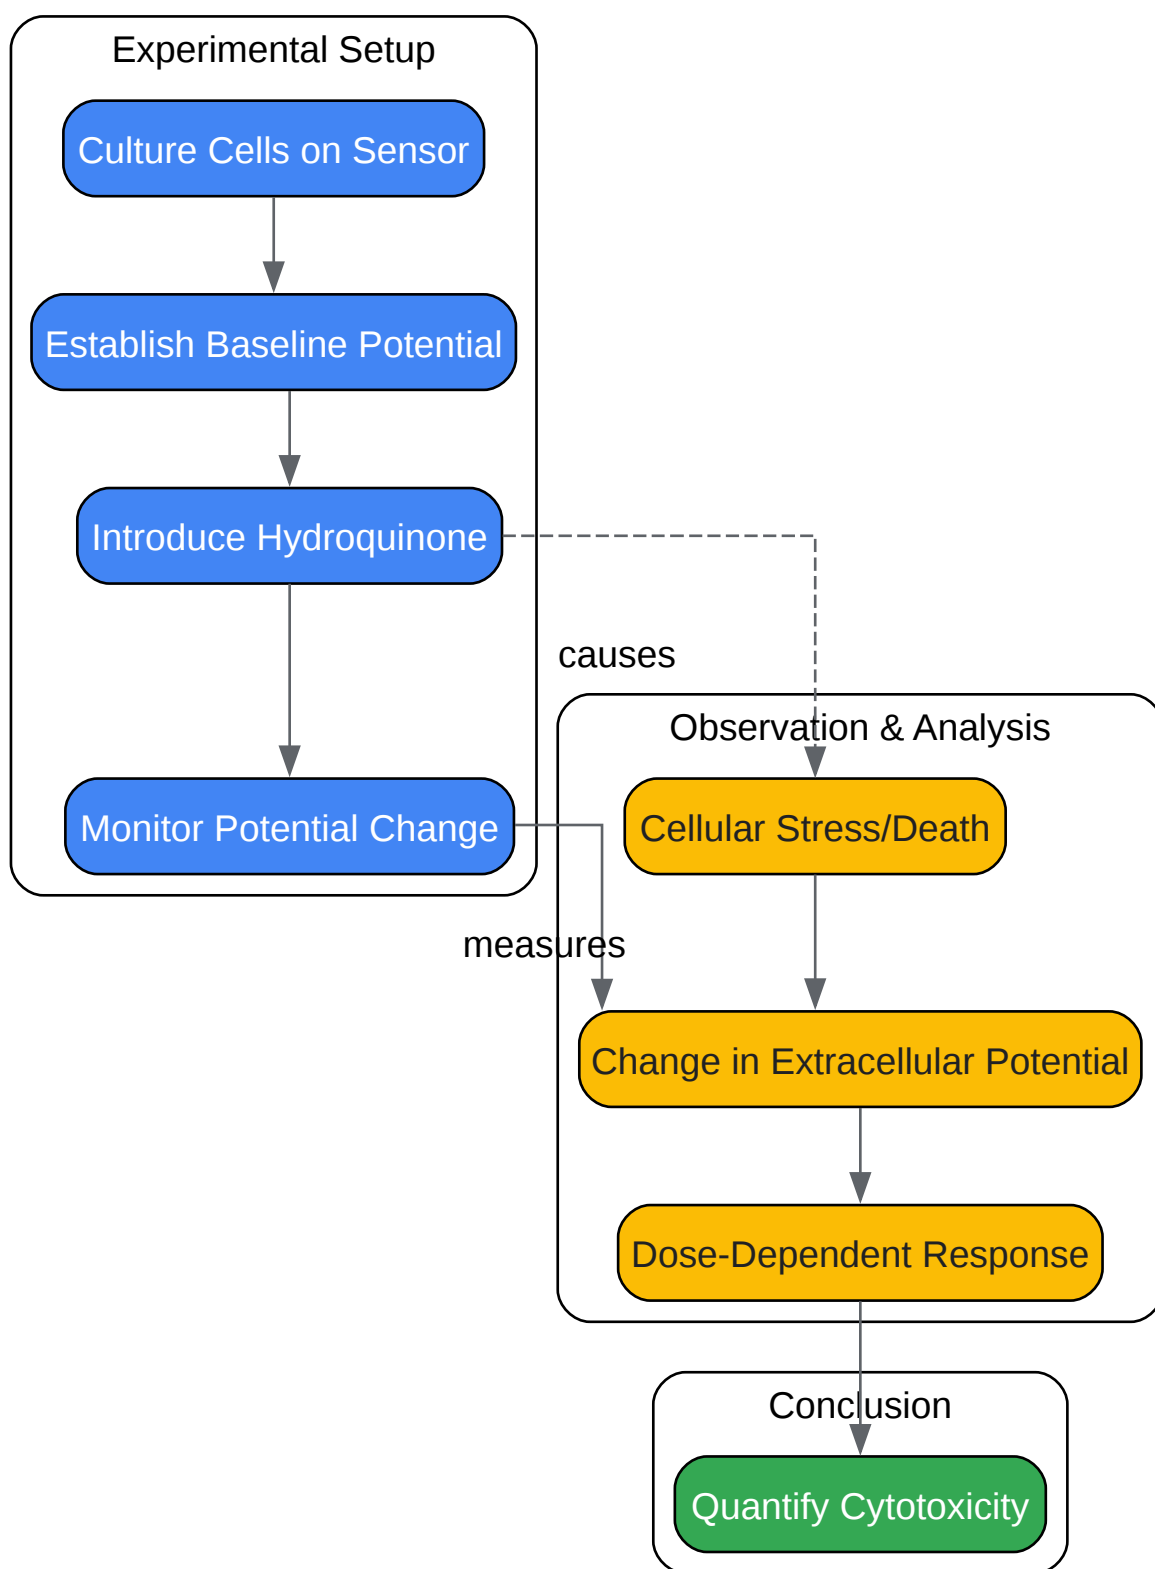 Experimental Setup
Culture Cells on Sensor
Establish Baseline Potential
Introduce Hydroquinone
causes
Observation & Analysis
Monitor Potential Change
Cellular Stress/Death
measures
Change in Extracellular Potential
Dose-Dependent Response
Conclusion
Quantify Cytotoxicity